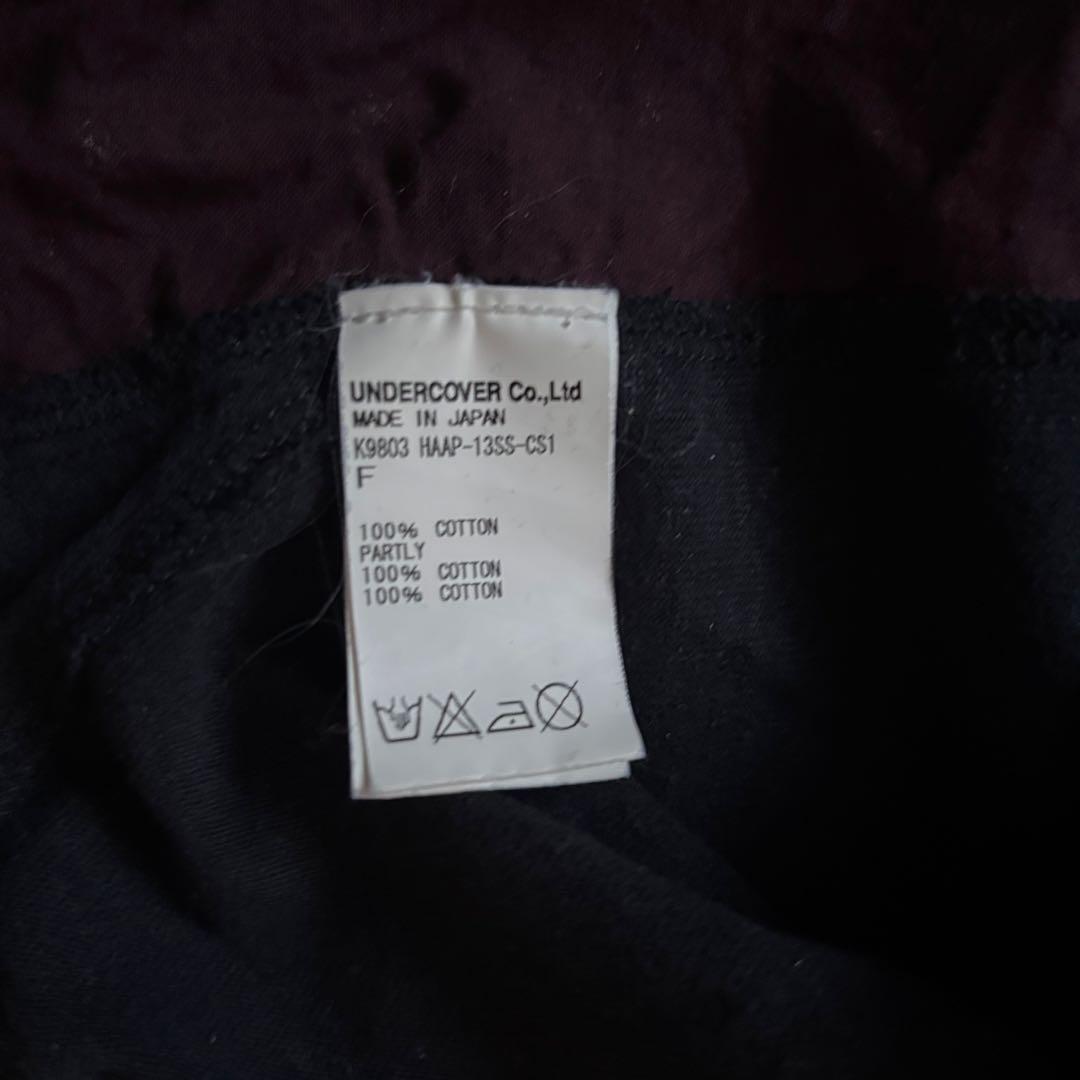 UNDERCOVER Co.,Ltd
MADE IN JAPAN
K9803 HAAP-13SS-CS1
F
100% COTTON
PARTLY
100% COTTON
100% COTTON